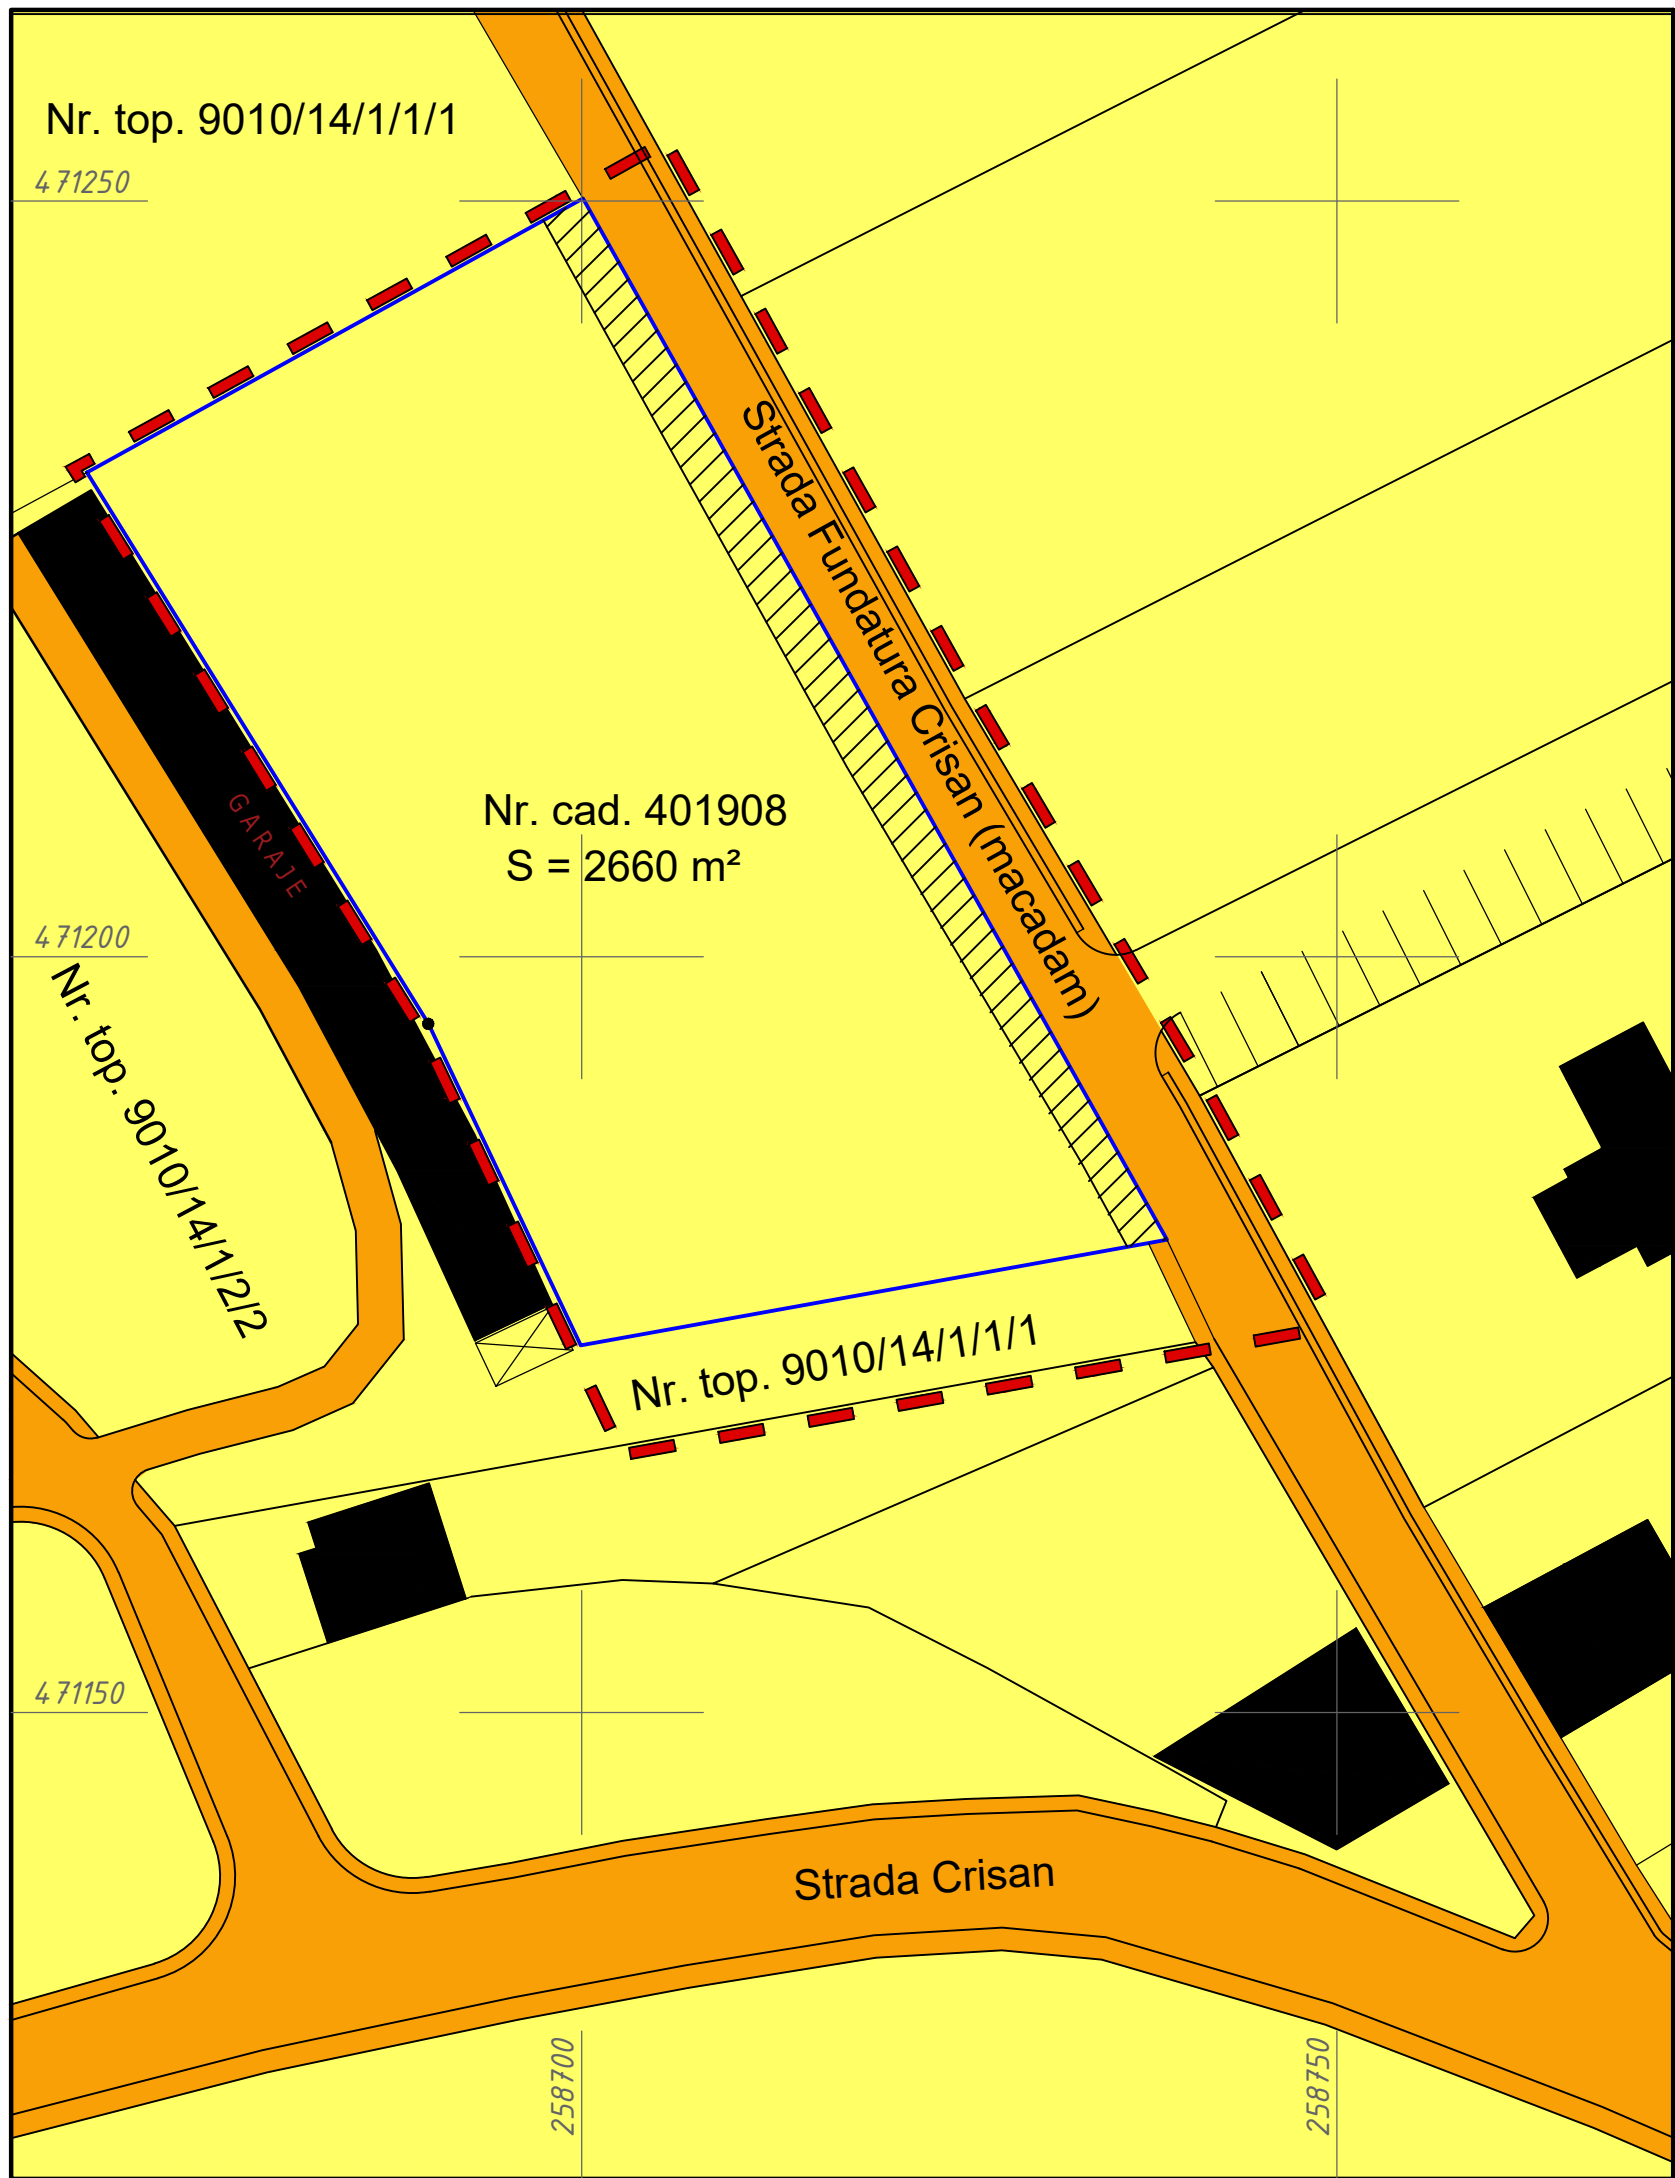 Nr. top. 9010/14/1/1/1
471250
Strada Fundatura Crisan (macadam)
Nr. cad. 401908
S = 2660 m²
GARAJE
471200
Nr. top. 9010/14/1/2/2
Nr. top. 9010/14/1/1/1
471150
Strada Crisan
258700
258750